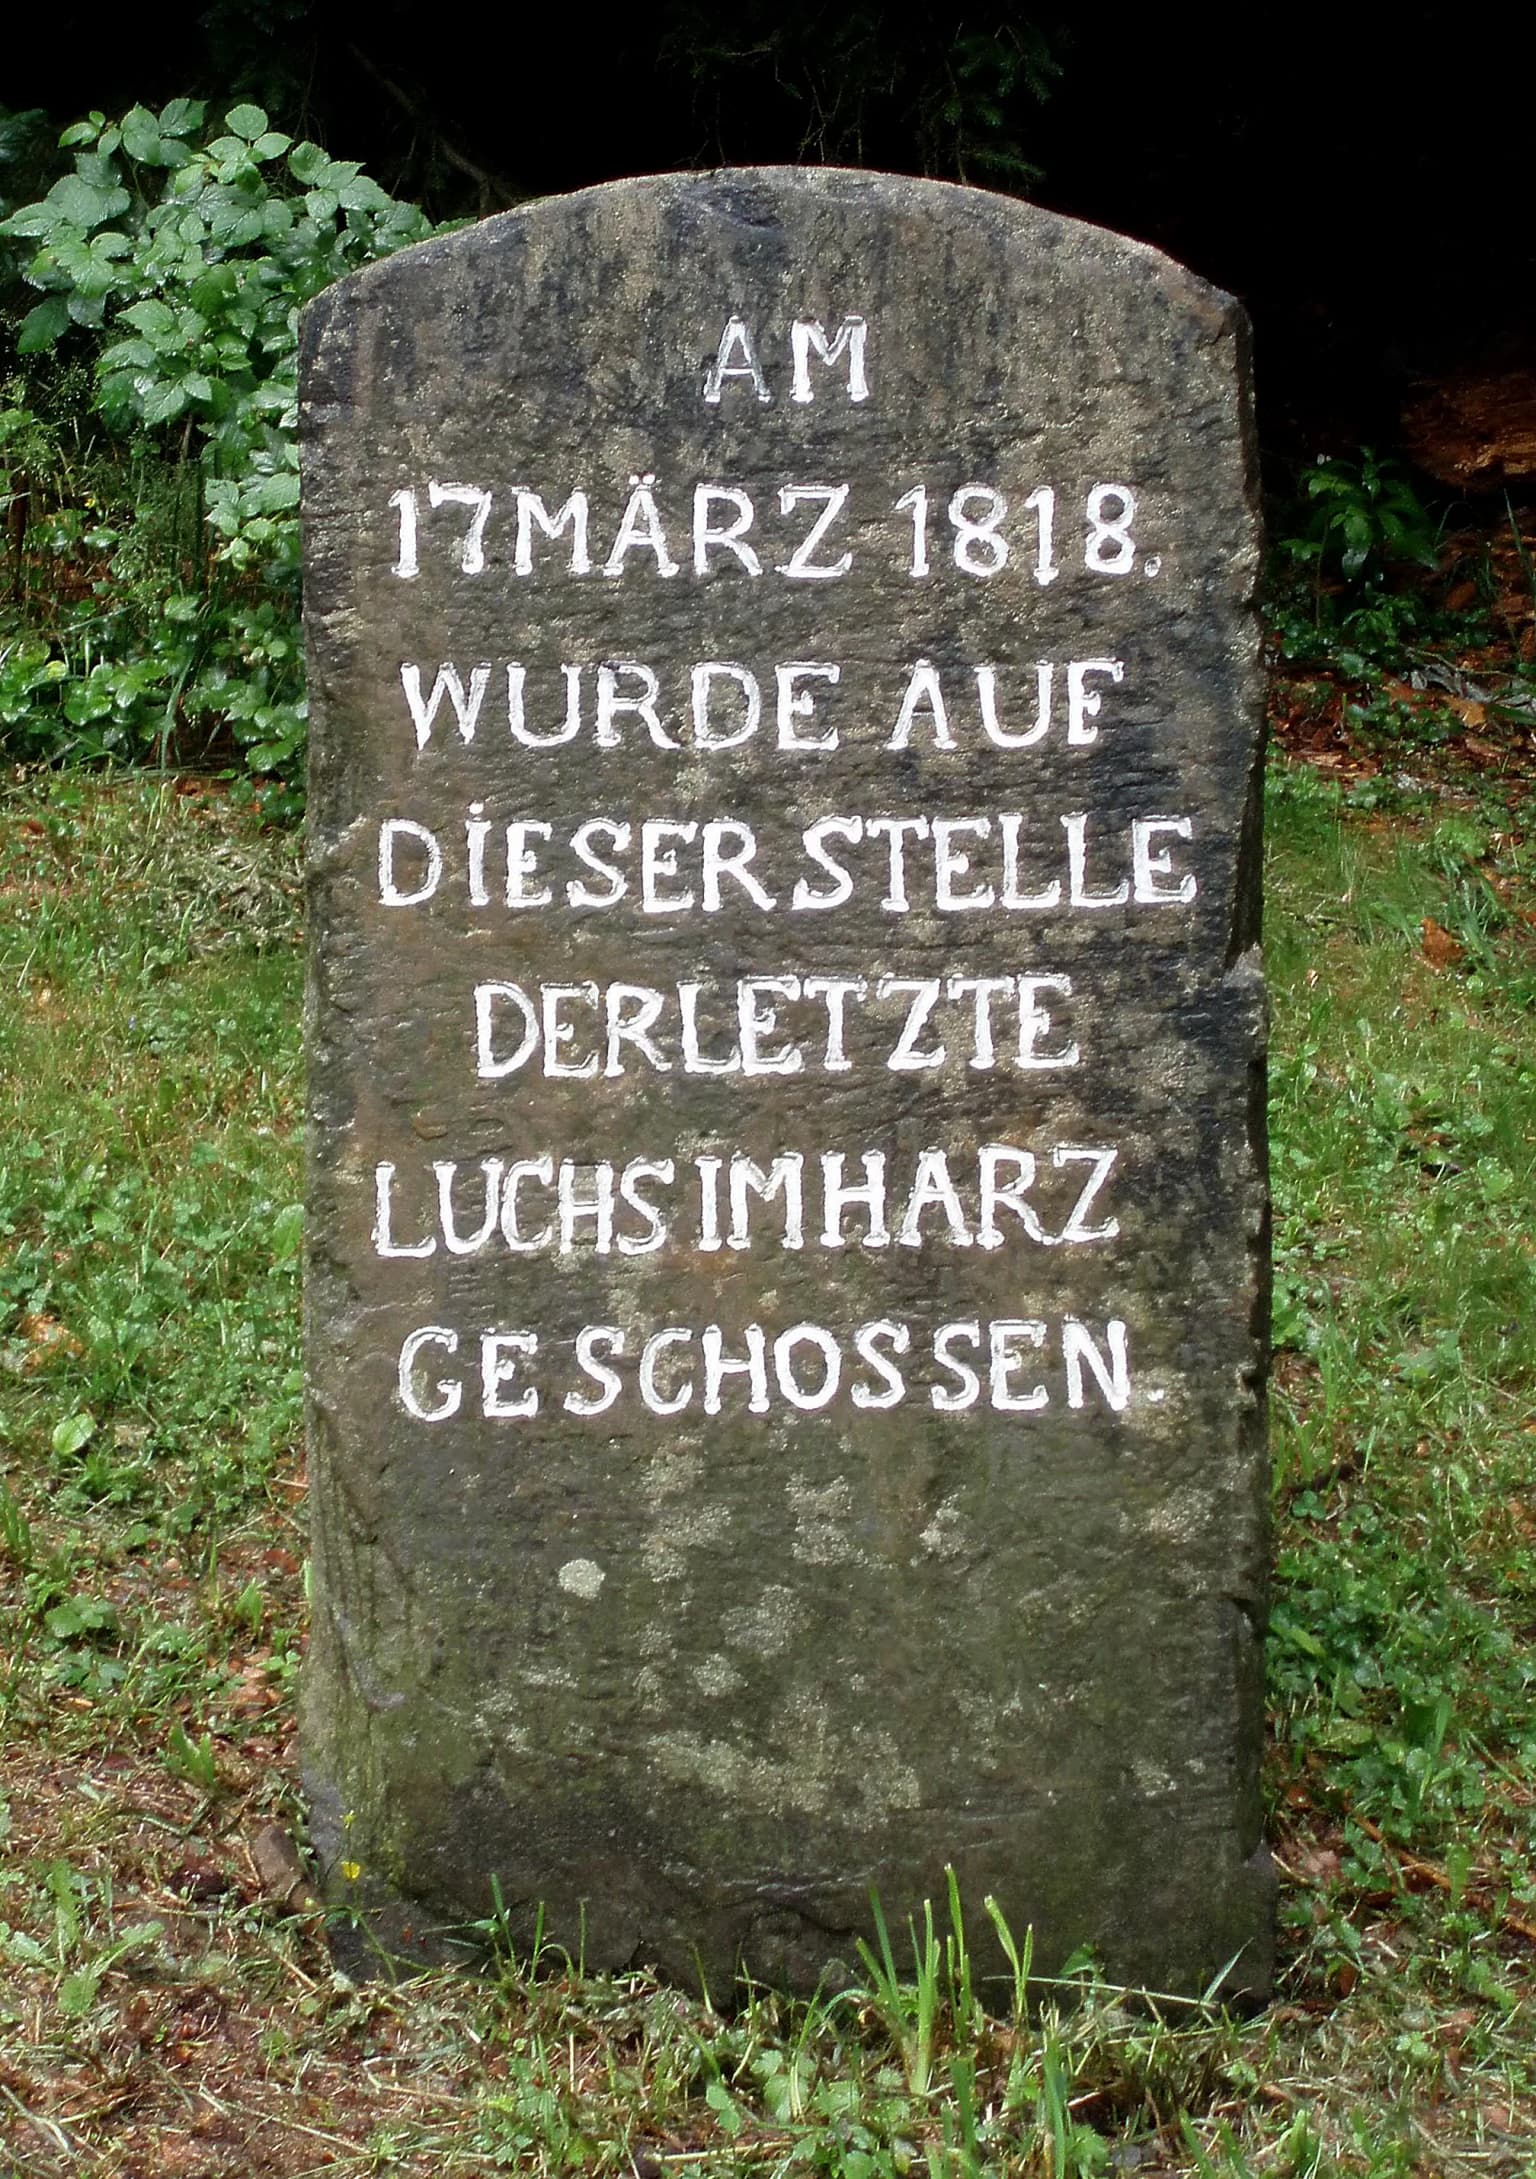 AM
17 MÄRZ 1818.
WURDE AUF
DIESER STELLE
DER LETZTE
LUCHS IM HARZ
GESCHOSSEN.